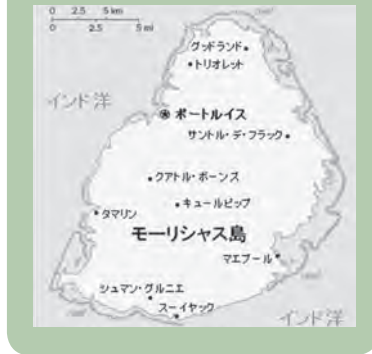 0 2.5 5 km
0 2.5 5 mi
グッドランド
トリオレット
インド洋
ポートルイス
サントル・デ・フラック
クアトル・ボーンズ
キュールピップ
タマリン
モーリシャス島
マエブール
シュマン・グルニエ
スーイヤック
インド洋